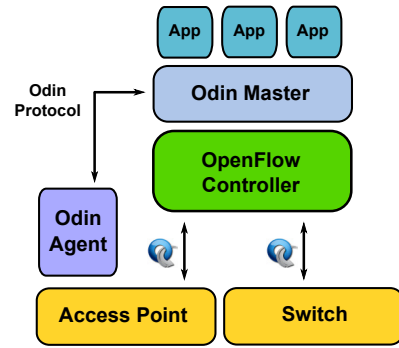 App App App
Odin
Protocol
Odin Master
OpenFlow
Controller
Odin
Agent
Access Point
Switch